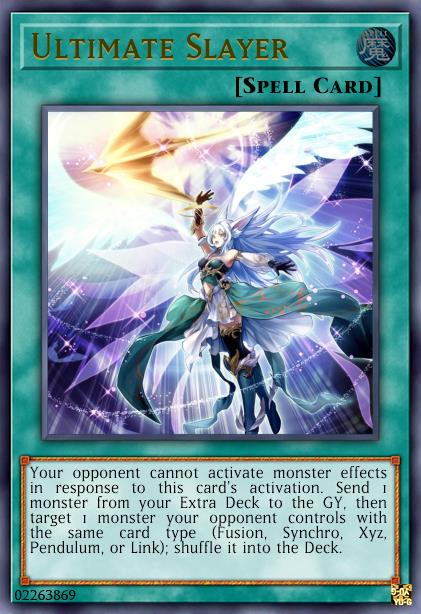 Ultimate Slayer
SPELL
魔
[Spell Card]
Your opponent cannot activate monster effects
in response to this card's activation. Send 1
monster from your Extra Deck to the GY, then
target 1 monster your opponent controls with
the same card type (Fusion, Synchro, Xyz,
Pendulum, or Link); shuffle it into the Deck.
02263869